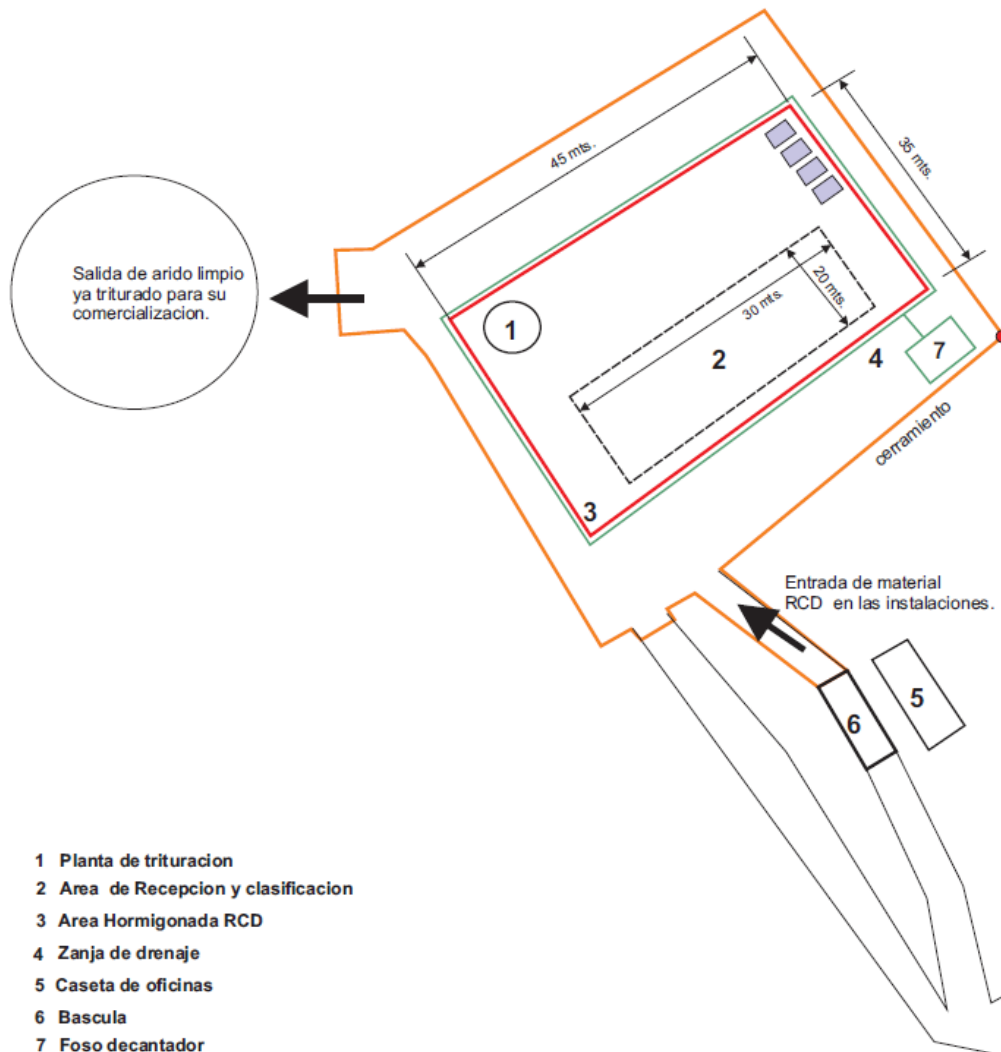 45 mts.
35 mts.
Salida de arido limpio
ya triturado para su
comercializacion.
1
20 mts.
30 mts.
2
4
7
cerramiento
3
Entrada de material
RCD en las instalaciones.
5
6
1 Planta de trituracion
2 Area de Recepcion y clasificacion
3 Area Hormigonada RCD
4 Zanja de drenaje
5 Caseta de oficinas
6 Bascula
7 Foso decantador